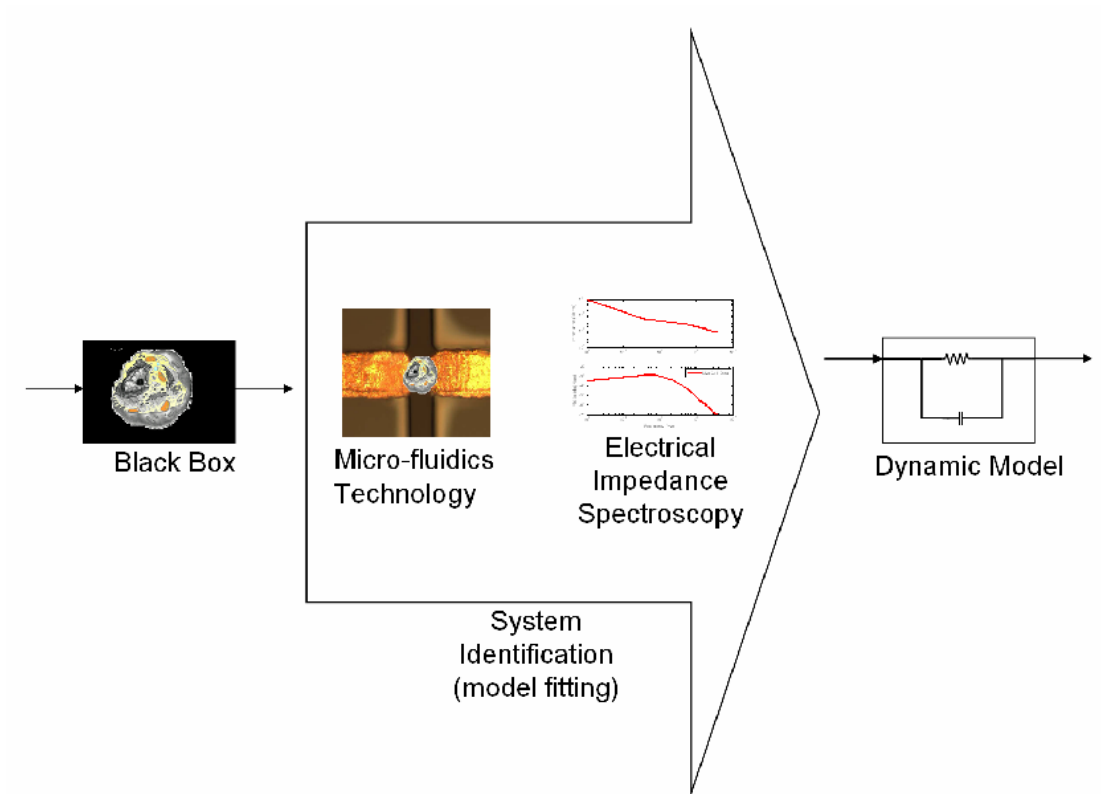 Black Box
Micro-fluidics
Technology
Electrical
Impedance
Spectroscopy
Dynamic Model
System
Identification
(model fitting)